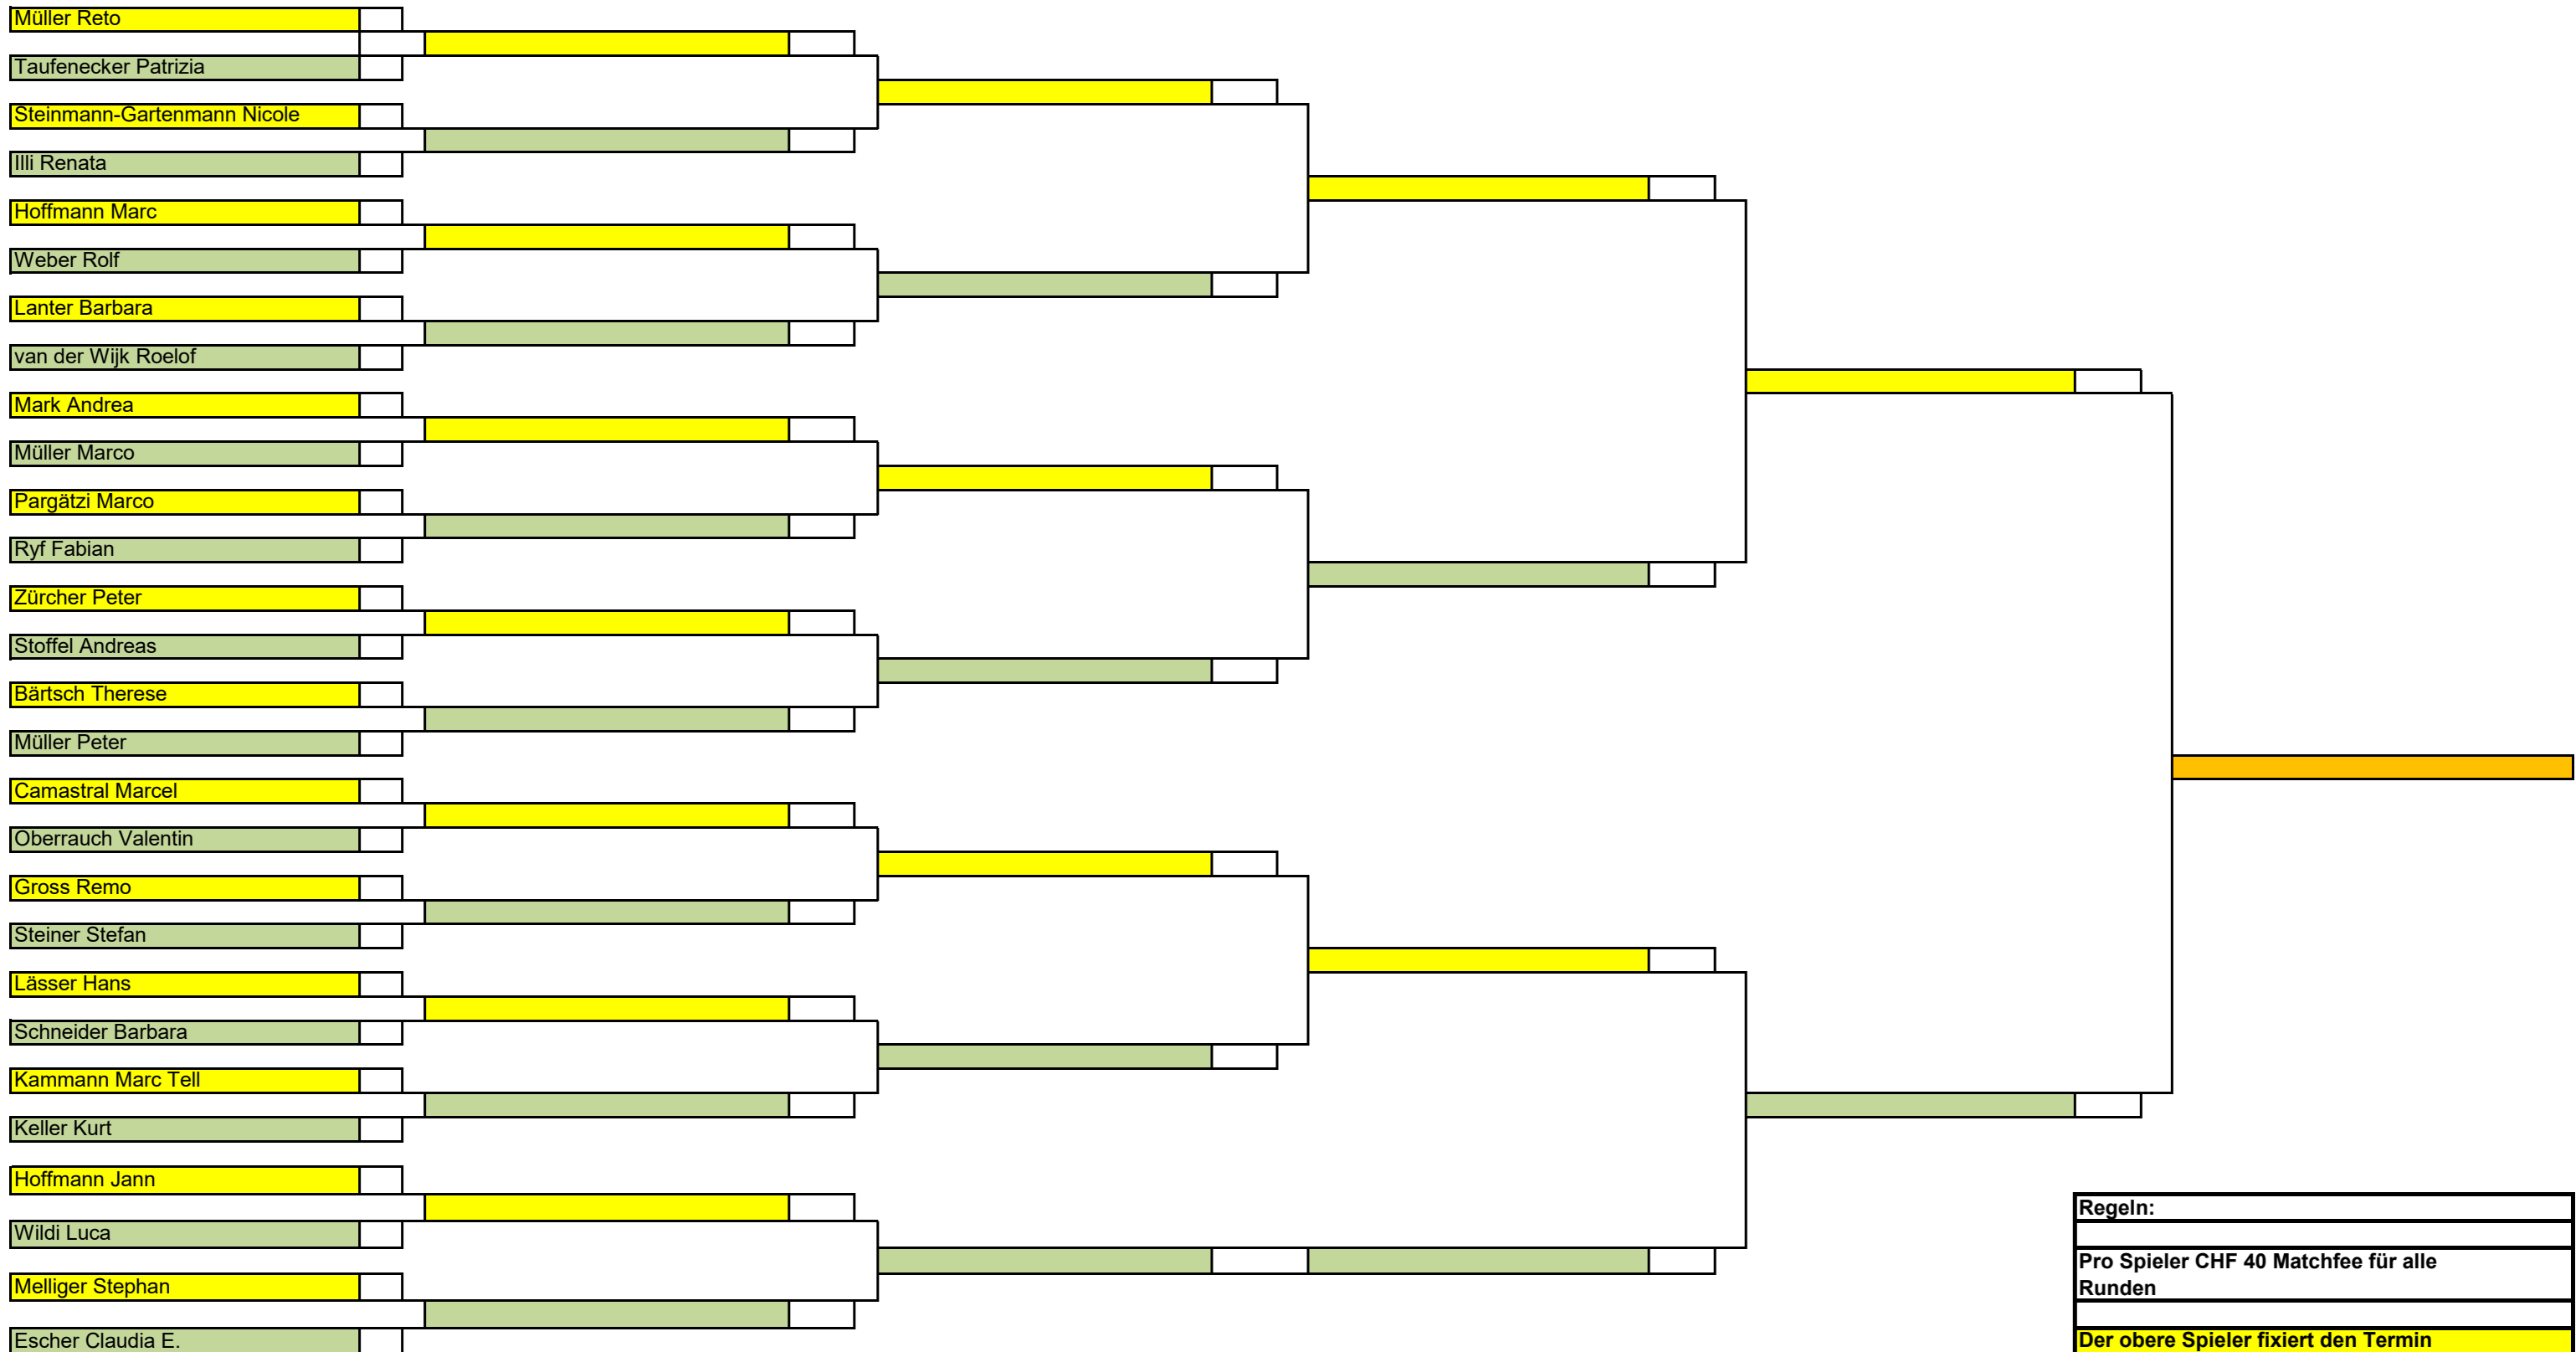 Müller Reto
Taufenecker Patrizia
Steinmann-Gartenmann Nicole
Illi Renata
Hoffmann Marc
Weber Rolf
Lanter Barbara
van der Wijk Roelof
Mark Andrea
Müller Marco
Pargätzi Marco
Ryf Fabian
Zürcher Peter
Stoffel Andreas
Bärtsch Therese
Müller Peter
Camastral Marcel
Oberrauch Valentin
Gross Remo
Steiner Stefan
Lässer Hans
Schneider Barbara
Kammann Marc Tell
Keller Kurt
Hoffmann Jann
Wildi Luca
Melliger Stephan
Escher Claudia E.
Regeln:
Pro Spieler CHF 40 Matchfee für alle
Runden
Der obere Spieler fixiert den Termin